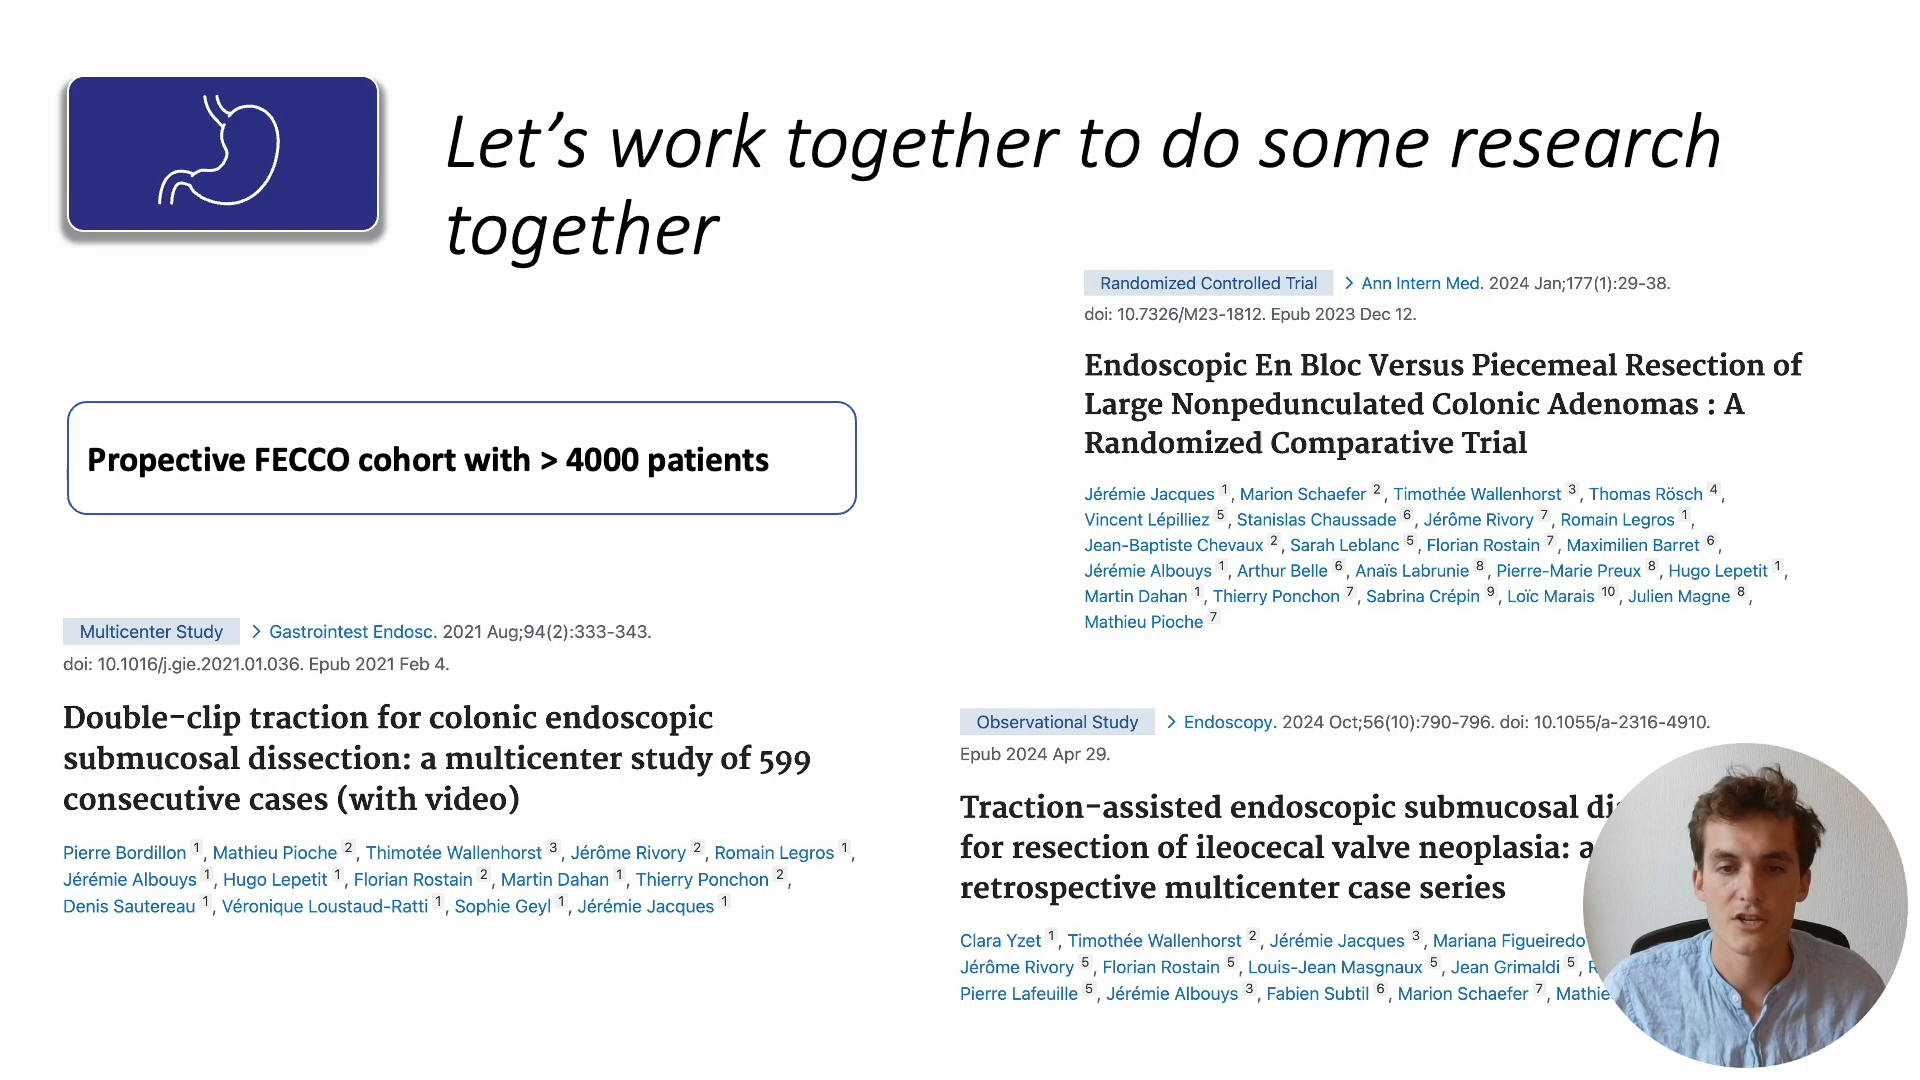 Let’s work together to do some research
together
Propective FECCO cohort with > 4000 patients
Randomized Controlled Trial > Ann Intern Med. 2024 Jan;177(1):29-38.
doi: 10.7326/M23-1812. Epub 2023 Dec 12.
Endoscopic En Bloc Versus Piecemeal Resection of
Large Nonpedunculated Colonic Adenomas : A
Randomized Comparative Trial
Jérémie Jacques 1, Marion Schaefer 2, Timothée Wallenhorst 3, Thomas Rösch 4,
Vincent Lépilliez 5, Stanislas Chaussade 6, Jérôme Rivory 7, Romain Legros 1,
Jean-Baptiste Chevaux 2, Sarah Leblanc 5, Florian Rostain 7, Maximilien Barret 6,
Jérémie Albouys 1, Arthur Belle 6, Anaïs Labrunie 8, Pierre-Marie Preux 8, Hugo Lepetit 1,
Martin Dahan 1, Thierry Ponchon 7, Sabrina Crépin 9, Loïc Marais 10, Julien Magne 8,
Mathieu Pioche 7
Multicenter Study > Gastrointest Endosc. 2021 Aug;94(2):333-343.
doi: 10.1016/j.gie.2021.01.036. Epub 2021 Feb 4.
Double-clip traction for colonic endoscopic
submucosal dissection: a multicenter study of 599
consecutive cases (with video)
Pierre Bordillon 1, Mathieu Pioche 2, Thimotée Wallenhorst 3, Jérôme Rivory 2, Romain Legros 1,
Jérémie Albouys 1, Hugo Lepetit 1, Florian Rostain 2, Martin Dahan 1, Thierry Ponchon 2,
Denis Sautereau 1, Véronique Loustaud-Ratti 1, Sophie Geyl 1, Jérémie Jacques 1
Observational Study > Endoscopy. 2024 Oct;56(10):790-796. doi: 10.1055/a-2316-4910.
Epub 2024 Apr 29.
Traction-assisted endoscopic submucosal
for resection of ileocecal valve neoplasia: a
retrospective multicenter case series
Clara Yzet 1, Timothée Wallenhorst 2, Jérémie Jacques 3, Mariana Figueiredo
Jérôme Rivory 5, Florian Rostain 5, Louis-Jean Masgnaux 5, Jean Grimaldi 5,
Pierre Lafeuille 5, Jérémie Albouys 3, Fabien Subtil 6, Marion Schaefer 7,